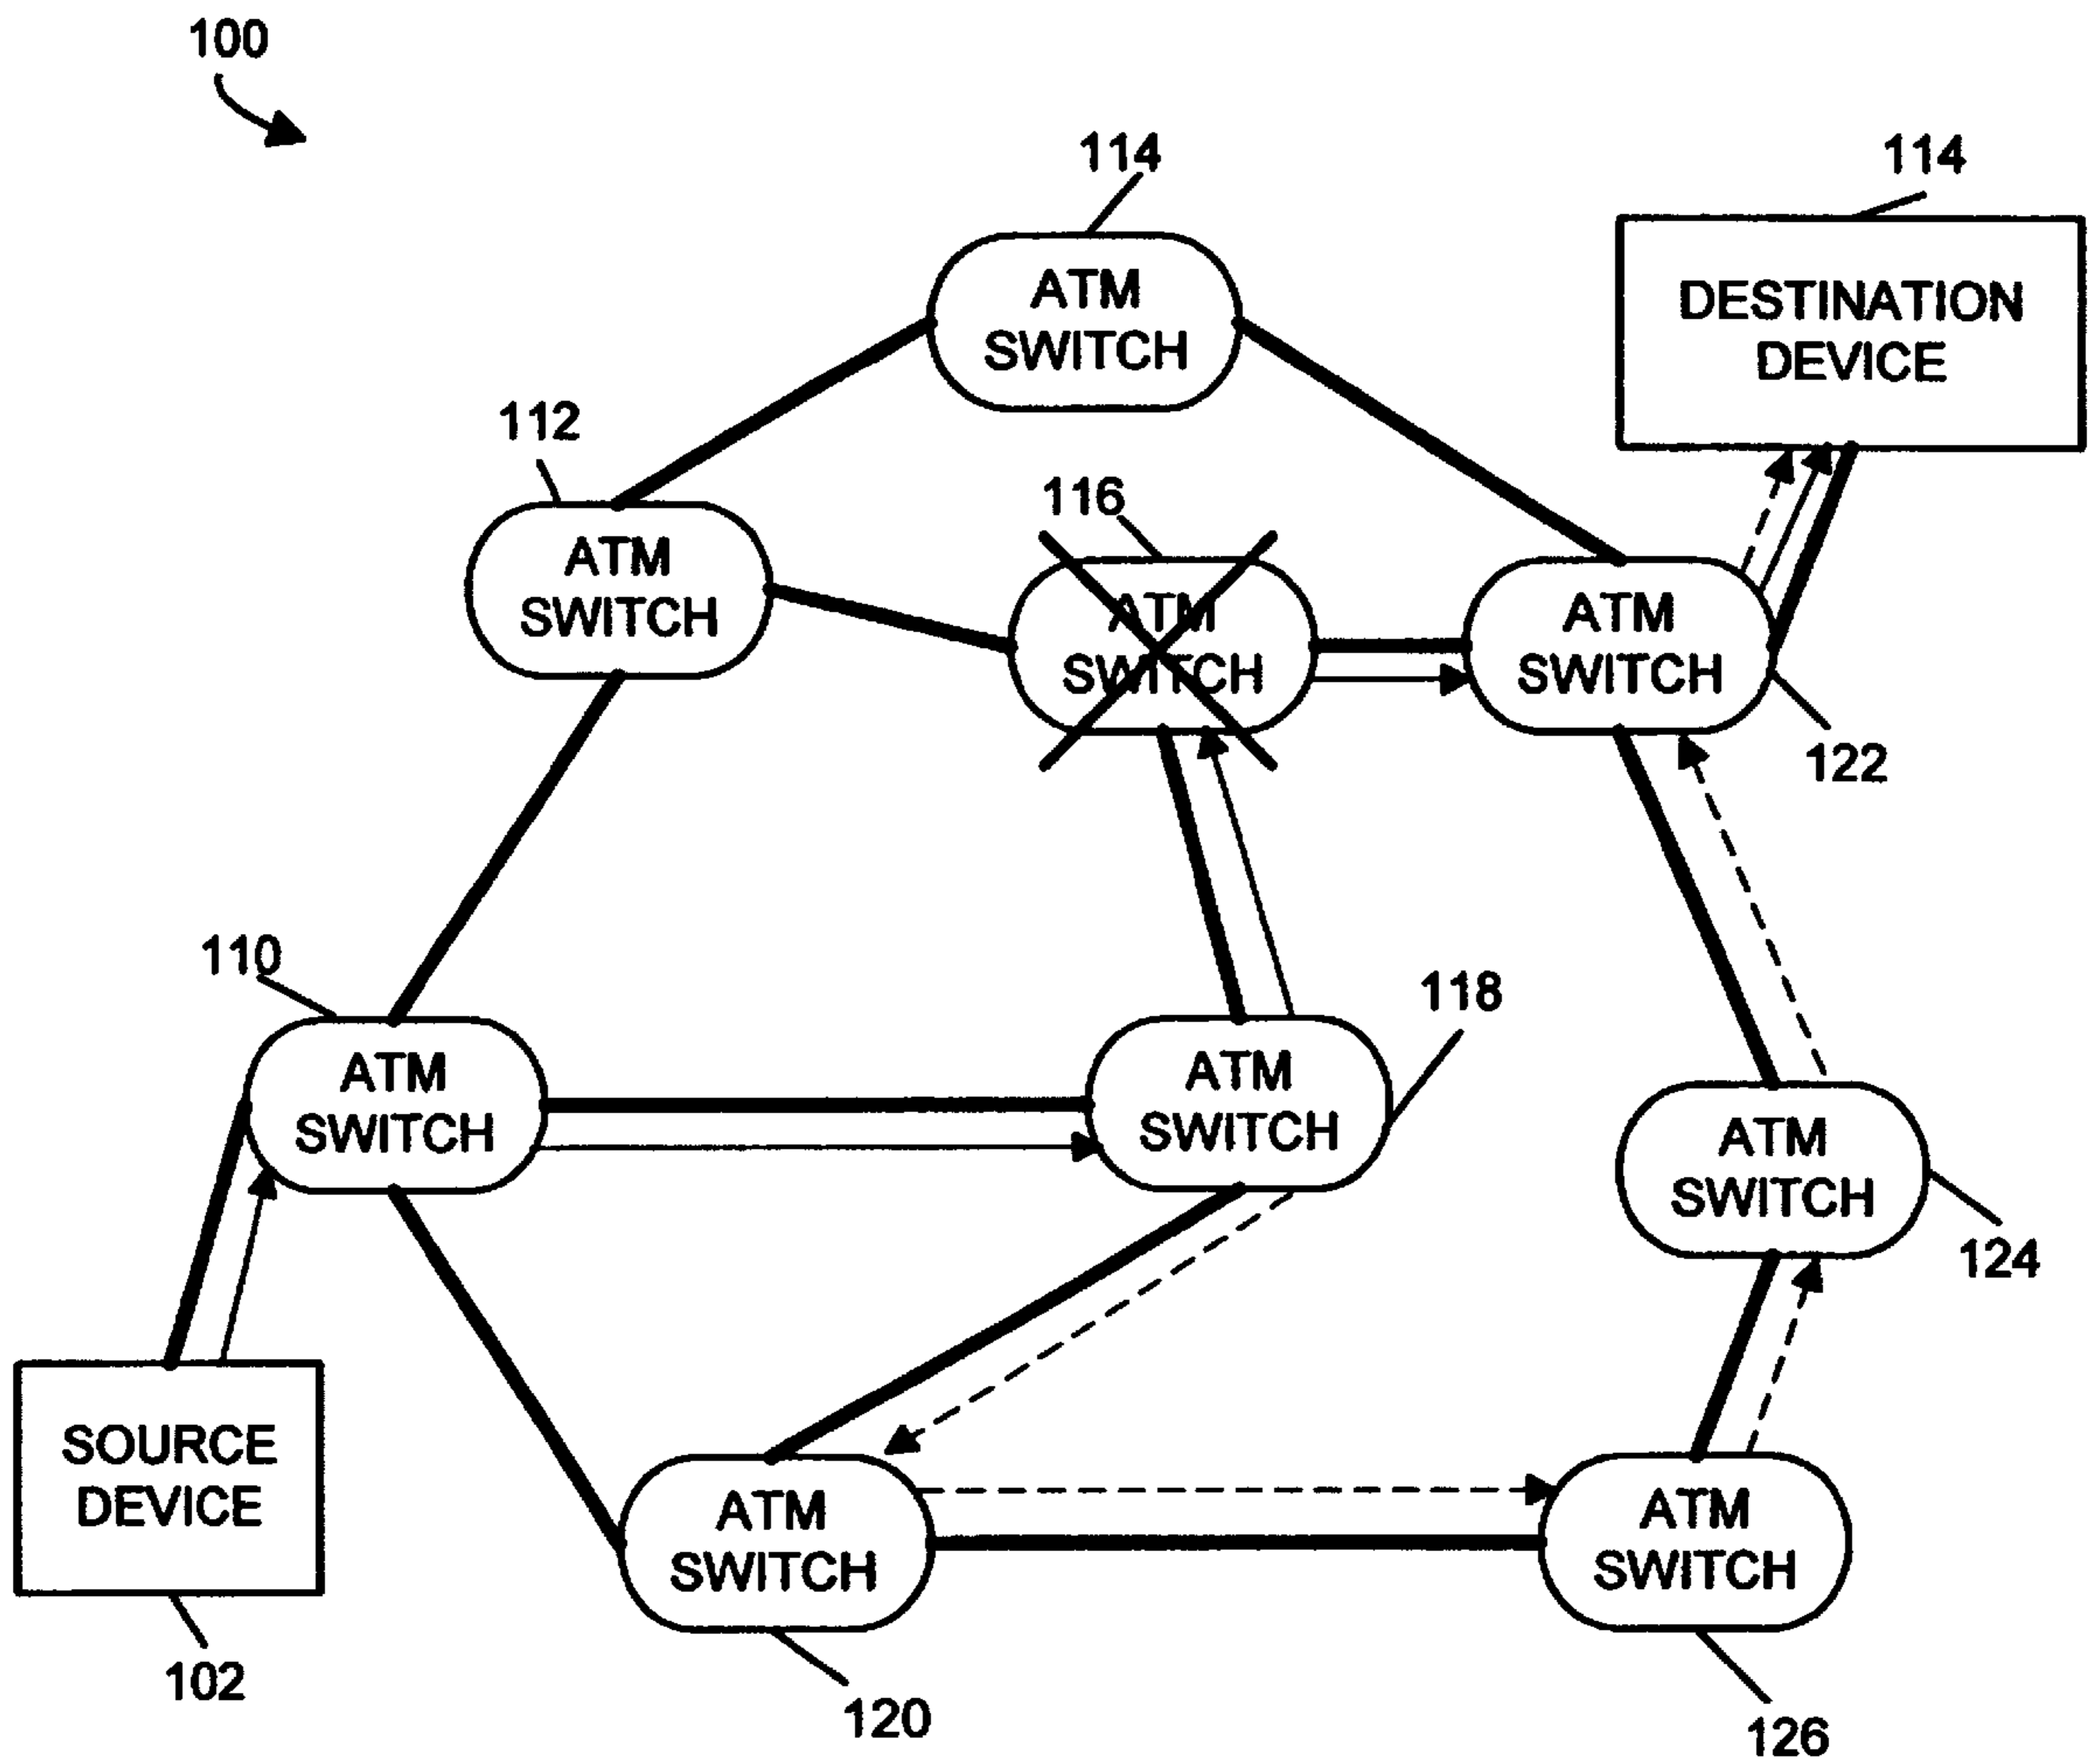 100
114
114
ATM
SWITCH
DESTINATION
DEVICE
112
ATM
SWITCH
116
ATM
SWITCH
ATM
SWITCH
122
110
ATM
SWITCH
118
ATM
SWITCH
ATM
SWITCH
124
SOURCE
DEVICE
102
ATM
SWITCH
120
ATM
SWITCH
126